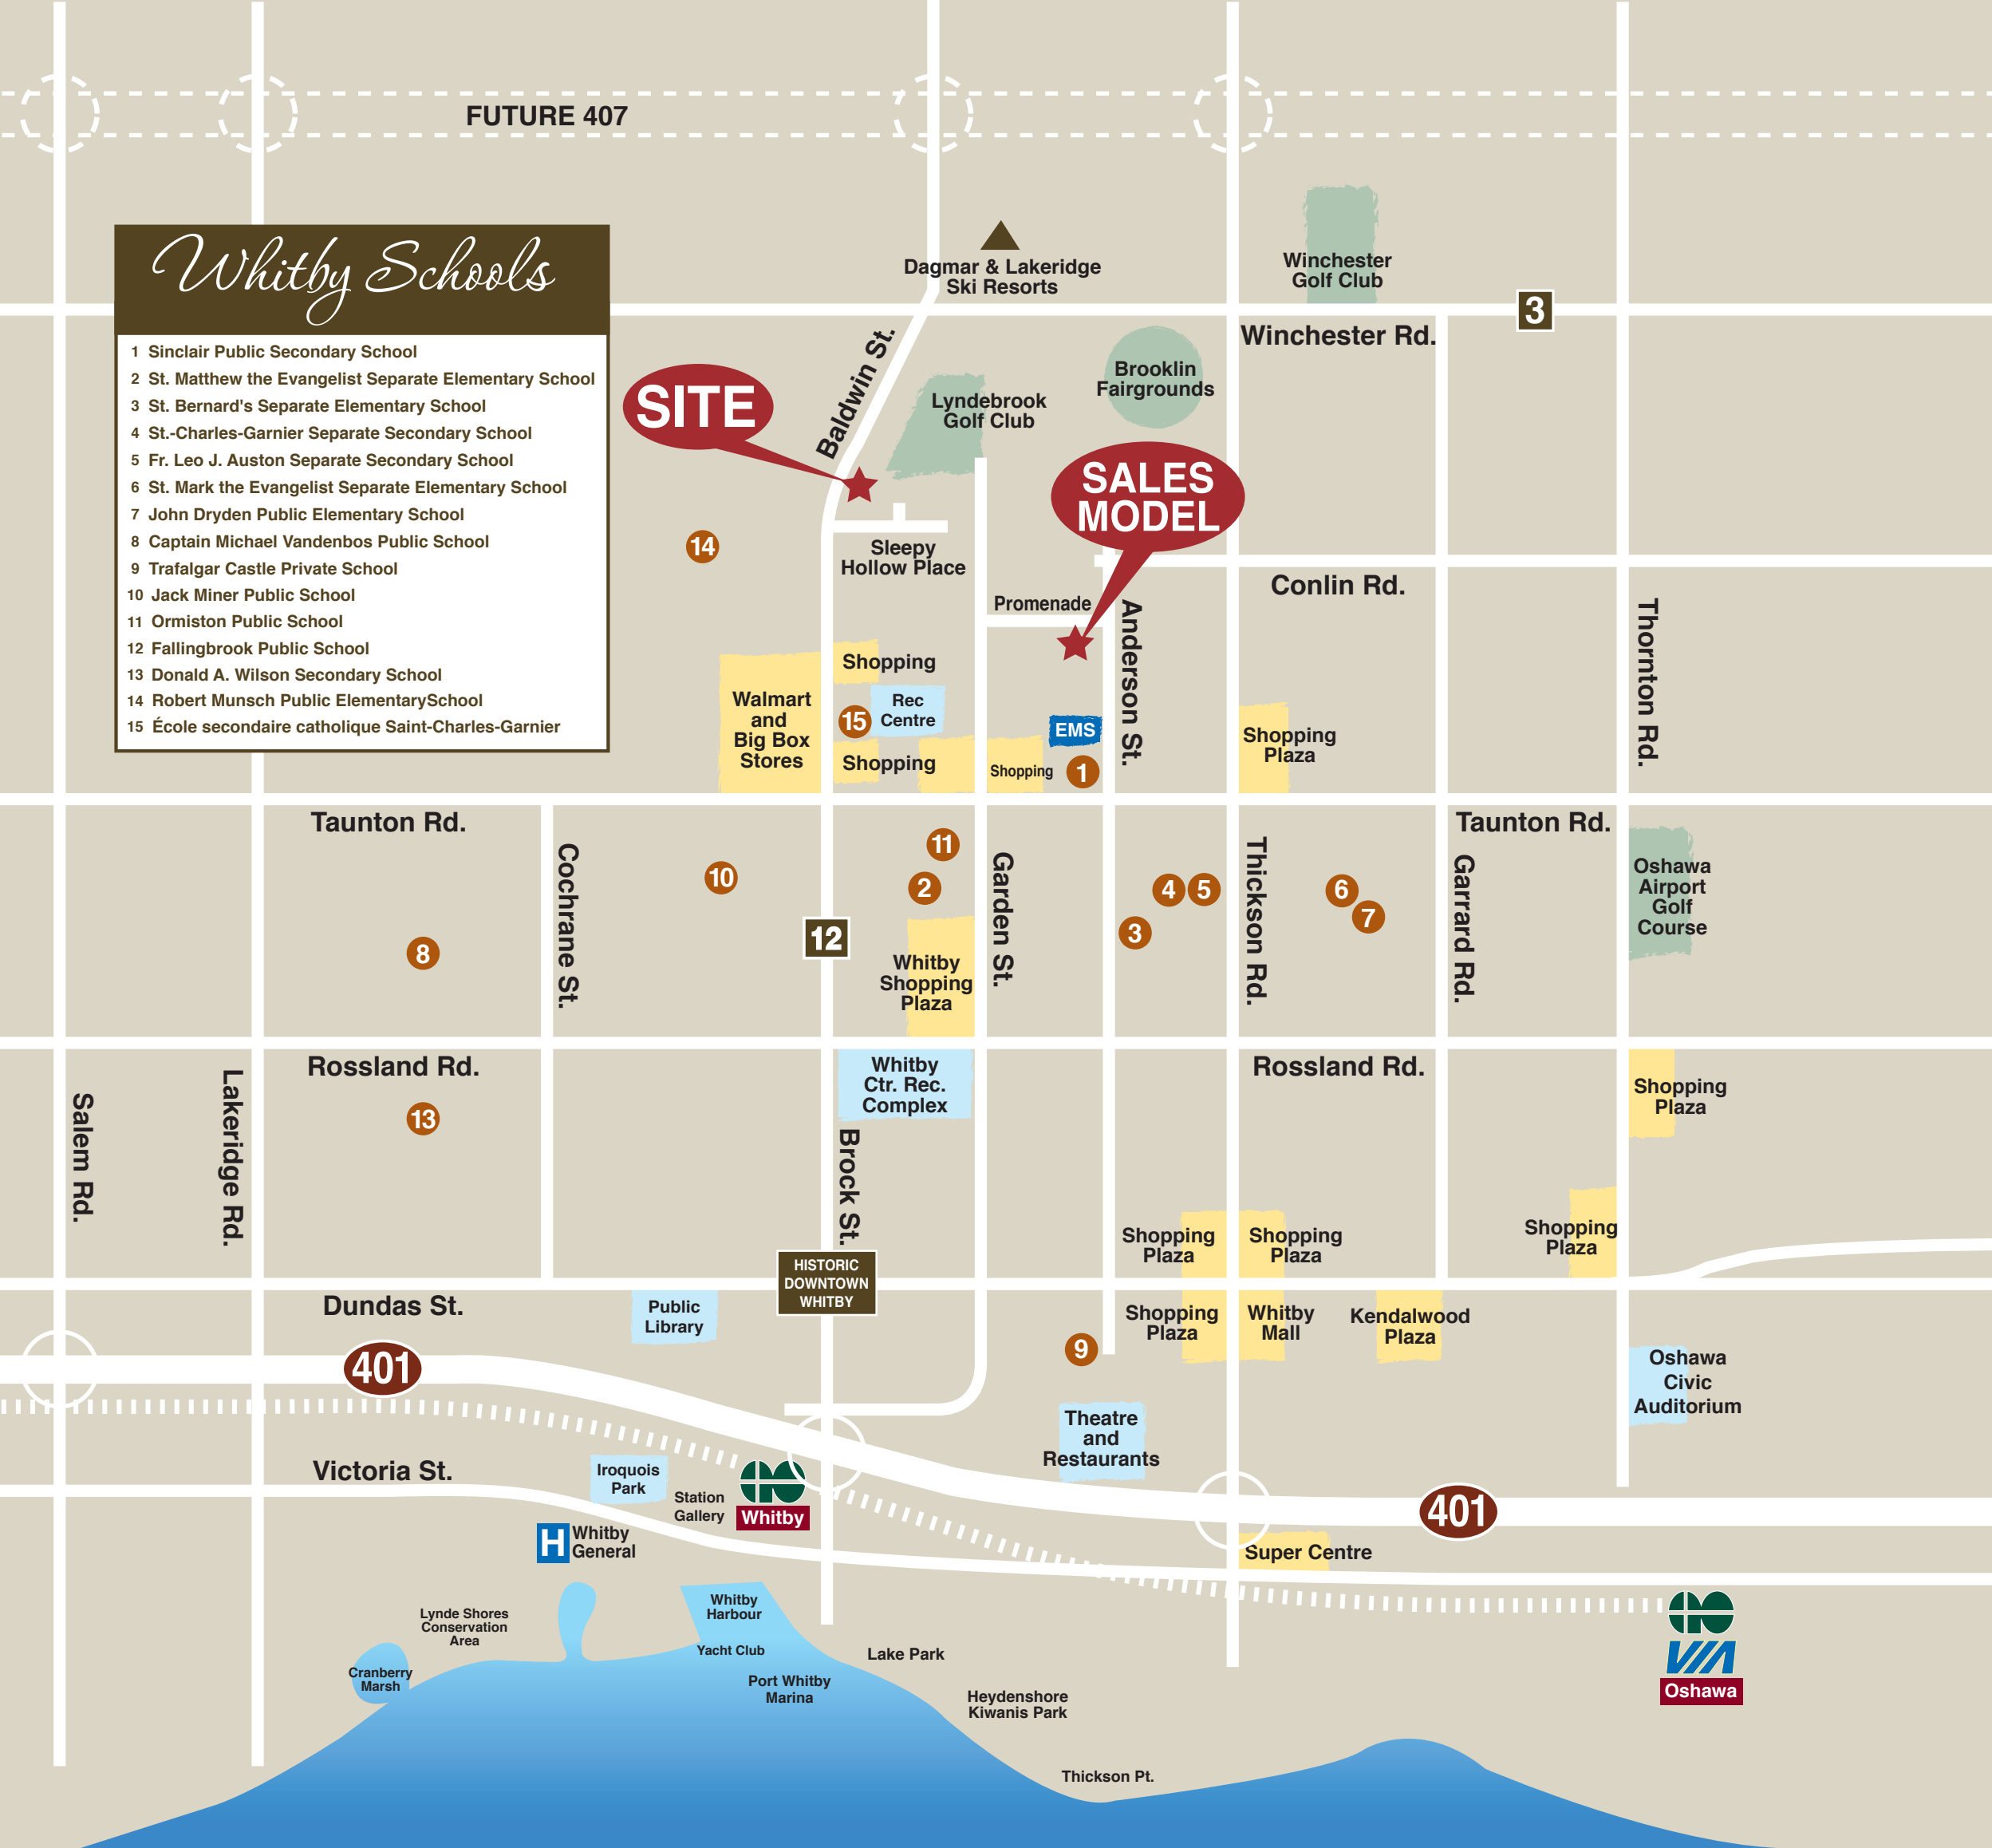 FUTURE 407
Whitby Schools
1 Sinclair Public Secondary School
2 St. Matthew the Evangelist Separate Elementary School
3 St. Bernard's Separate Elementary School
4 St.-Charles-Garnier Separate Secondary School
5 Fr. Leo J. Auston Separate Secondary School
6 St. Mark the Evangelist Separate Elementary School
7 John Dryden Public Elementary School
8 Captain Michael Vandenbos Public School
9 Trafalgar Castle Private School
10 Jack Miner Public School
11 Ormiston Public School
12 Fallingbrook Public School
13 Donald A. Wilson Secondary School
14 Robert Munsch Public ElementarySchool
15 École secondaire catholique Saint-Charles-Garnier
Dagmar & Lakeridge
Ski Resorts
Winchester
Golf Club
3
Winchester Rd.
Baldwin St.
SITE
Lyndebrook
Golf Club
Brooklin
Fairgrounds
SALES
MODEL
14
Sleepy
Hollow Place
Conlin Rd.
Promenade
Anderson St.
Thornton Rd.
Shopping
Walmart
and
Big Box
Stores
15
Rec
Centre
EMS
Shopping
Shopping
1
Shopping
Plaza
Taunton Rd.
Taunton Rd.
Cochrane St.
10
11
2
Garden St.
4
5
3
Thickson Rd.
6
7
Garrard Rd.
Oshawa
Airport
Golf
Course
8
12
Whitby
Shopping
Plaza
Rossland Rd.
Rossland Rd.
Whitby
Ctr. Rec.
Complex
Shopping
Plaza
Salem Rd.
Lakeridge Rd.
13
Brock St.
Shopping
Plaza
Shopping
Plaza
Shopping
Plaza
HISTORIC
DOWNTOWN
WHITBY
Dundas St.
Public
Library
Shopping
Plaza
Whitby
Mall
Kendalwood
Plaza
9
401
Oshawa
Civic
Auditorium
Theatre
and
Restaurants
Victoria St.
Iroquois
Park
Station
Gallery
GO
Whitby
401
H
Whitby
General
Super Centre
Whitby
Harbour
Lynde Shores
Conservation
Area
Yacht Club
Lake Park
Cranberry
Marsh
Port Whitby
Marina
Heydenshore
Kiwanis Park
GO
VIA
Oshawa
Thickson Pt.